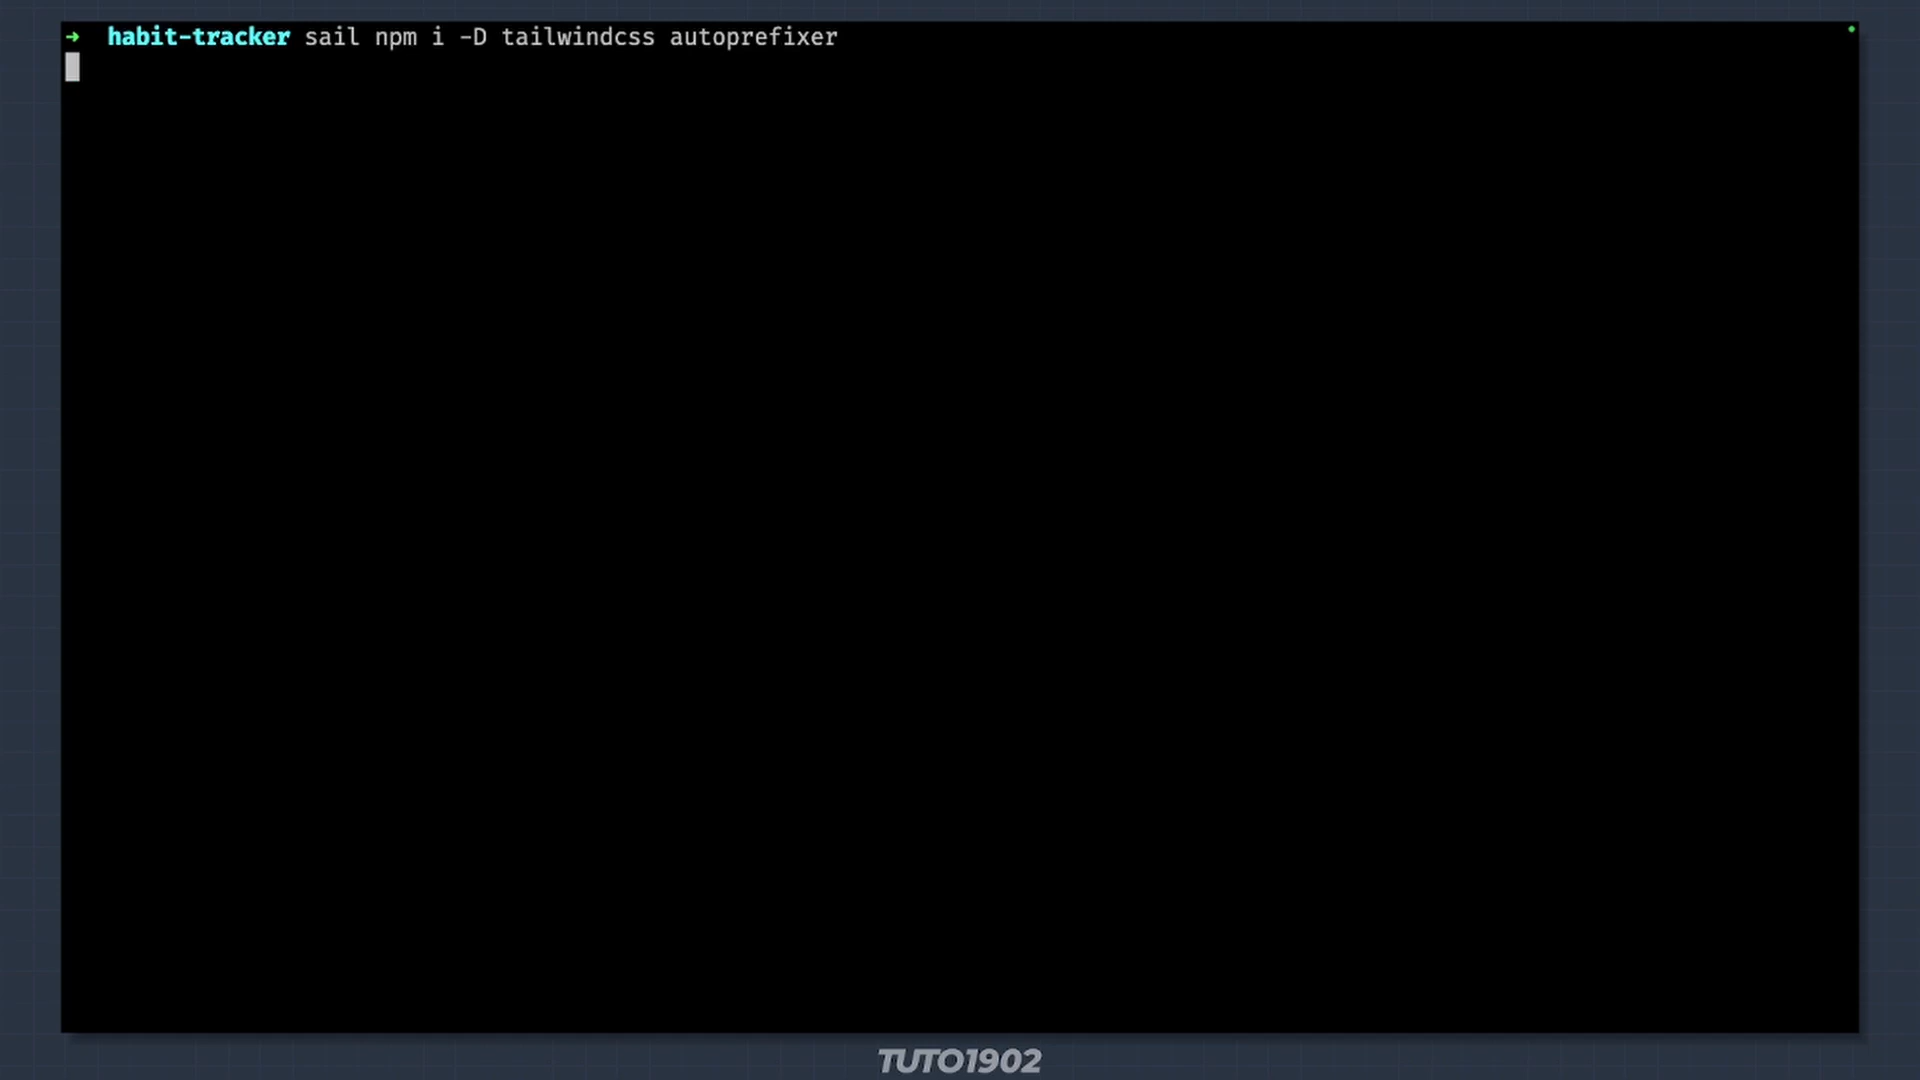 ➜ habit-tracker sail npm i -D tailwindcss autoprefixer
TUTO1902